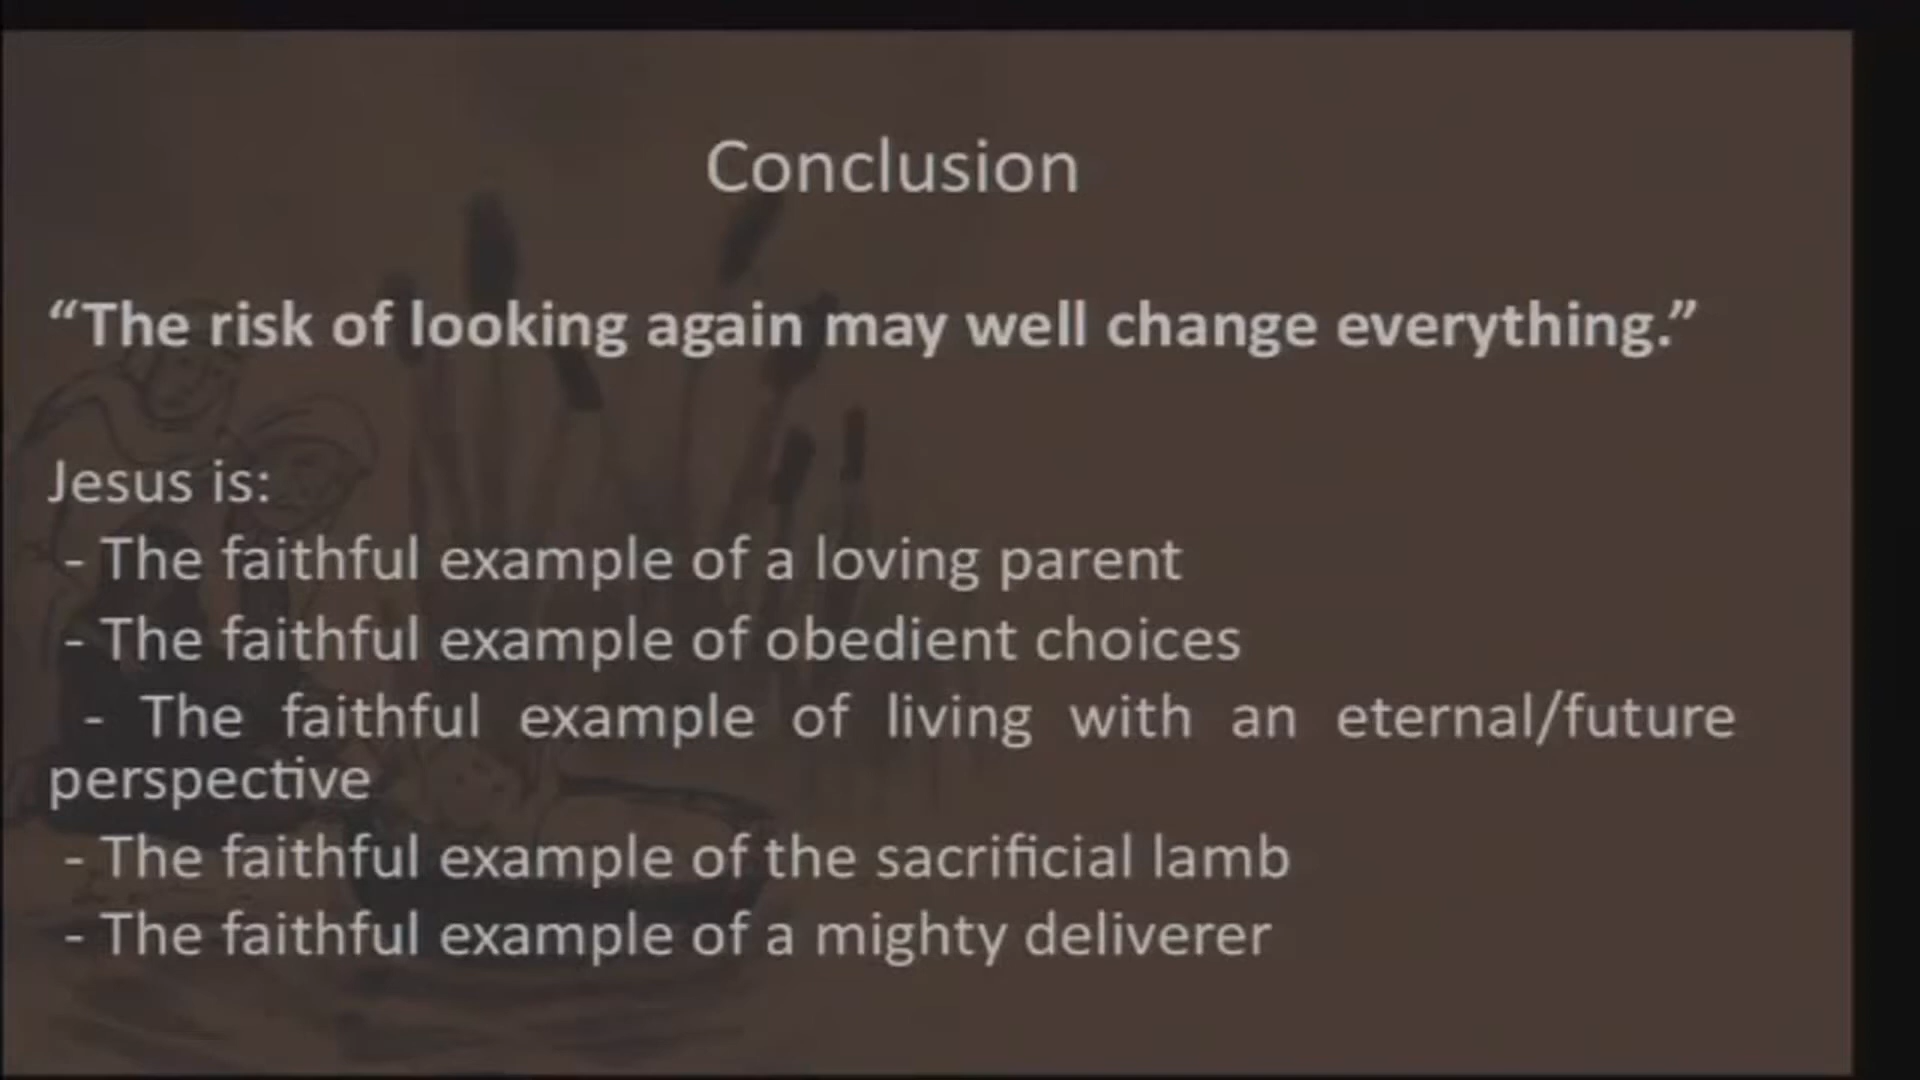 Conclusion
“The risk of looking again may well change everything.”
Jesus is:
- The faithful example of a loving parent
- The faithful example of obedient choices
- The faithful example of living with an eternal/future
perspective
- The faithful example of the sacrificial lamb
- The faithful example of a mighty deliverer